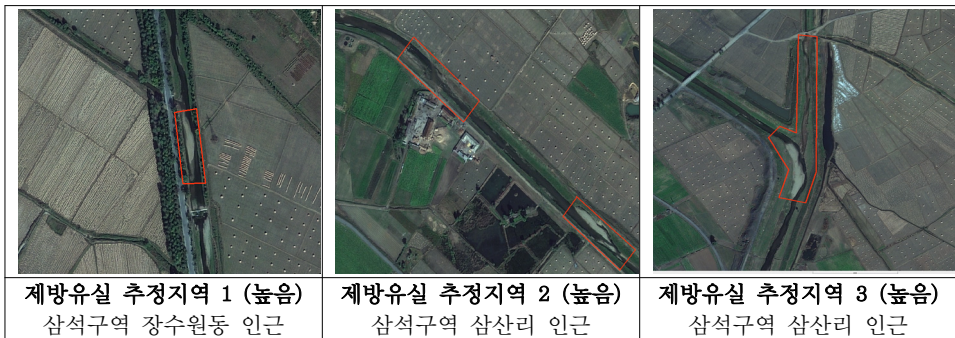 제방유실 추정지역 1 (높음)
삼석구역 장수원동 인근
제방유실 추정지역 2 (높음)
삼석구역 삼산리 인근
제방유실 추정지역 3 (높음)
삼석구역 삼산리 인근